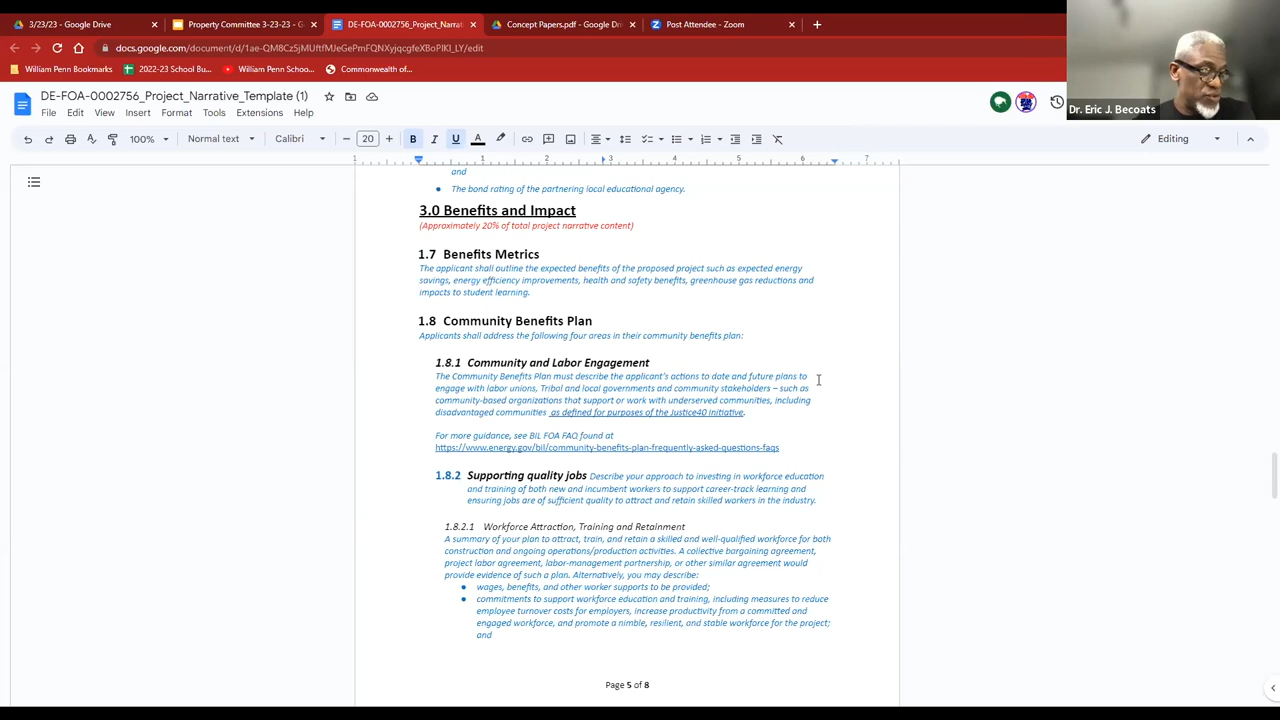 3/23/23 - Google Drive
Property Committee 3-23-23 - G
DE-FOA-0002756_Project_Narrat
Concept Papers.pdf - Google Dri
Post Attendee - Zoom
docs.google.com/document/d/1ae-QM8Cz5jMUftfMJeGePmFQNXyjqcgfeXBoPIKI_LY/edit
William Penn Bookmarks
2022-23 School Bu...
William Penn Schoo...
Commonwealth of...
Dr. Eric J. Becoats
DE-FOA-0002756_Project_Narrative_Template (1)
File Edit View Insert Format Tools Extensions Help
100% Normal text Calibri 20 B I U A Editing
1 1 2 3 4 5 6 7
and
• The bond rating of the partnering local educational agency.
3.0 Benefits and Impact
(Approximately 20% of total project narrative content)
1.7 Benefits Metrics
The applicant shall outline the expected benefits of the proposed project such as expected energy
savings, energy efficiency improvements, health and safety benefits, greenhouse gas reductions and
impacts to student learning.
1.8 Community Benefits Plan
Applicants shall address the following four areas in their community benefits plan:
1.8.1 Community and Labor Engagement
The Community Benefits Plan must describe the applicant's actions to date and future plans to
engage with labor unions, Tribal and local governments and community stakeholders – such as
community-based organizations that support or work with underserved communities, including
disadvantaged communities as defined for purposes of the Justice40 Initiative.
For more guidance, see BIL FOA FAQ found at
https://www.energy.gov/bil/community-benefits-plan-frequently-asked-questions-faqs
1.8.2 Supporting quality jobs Describe your approach to investing in workforce education
and training of both new and incumbent workers to support career-track learning and
ensuring jobs are of sufficient quality to attract and retain skilled workers in the industry.
1.8.2.1 Workforce Attraction, Training and Retainment
A summary of your plan to attract, train, and retain a skilled and well-qualified workforce for both
construction and ongoing operations/production activities. A collective bargaining agreement,
project labor agreement, labor-management partnership, or other similar agreement would
provide evidence of such a plan. Alternatively, you may describe:
• wages, benefits, and other worker supports to be provided;
• commitments to support workforce education and training, including measures to reduce
employee turnover costs for employers, increase productivity from a committed and
engaged workforce, and promote a nimble, resilient, and stable workforce for the project;
and
Page 5 of 8